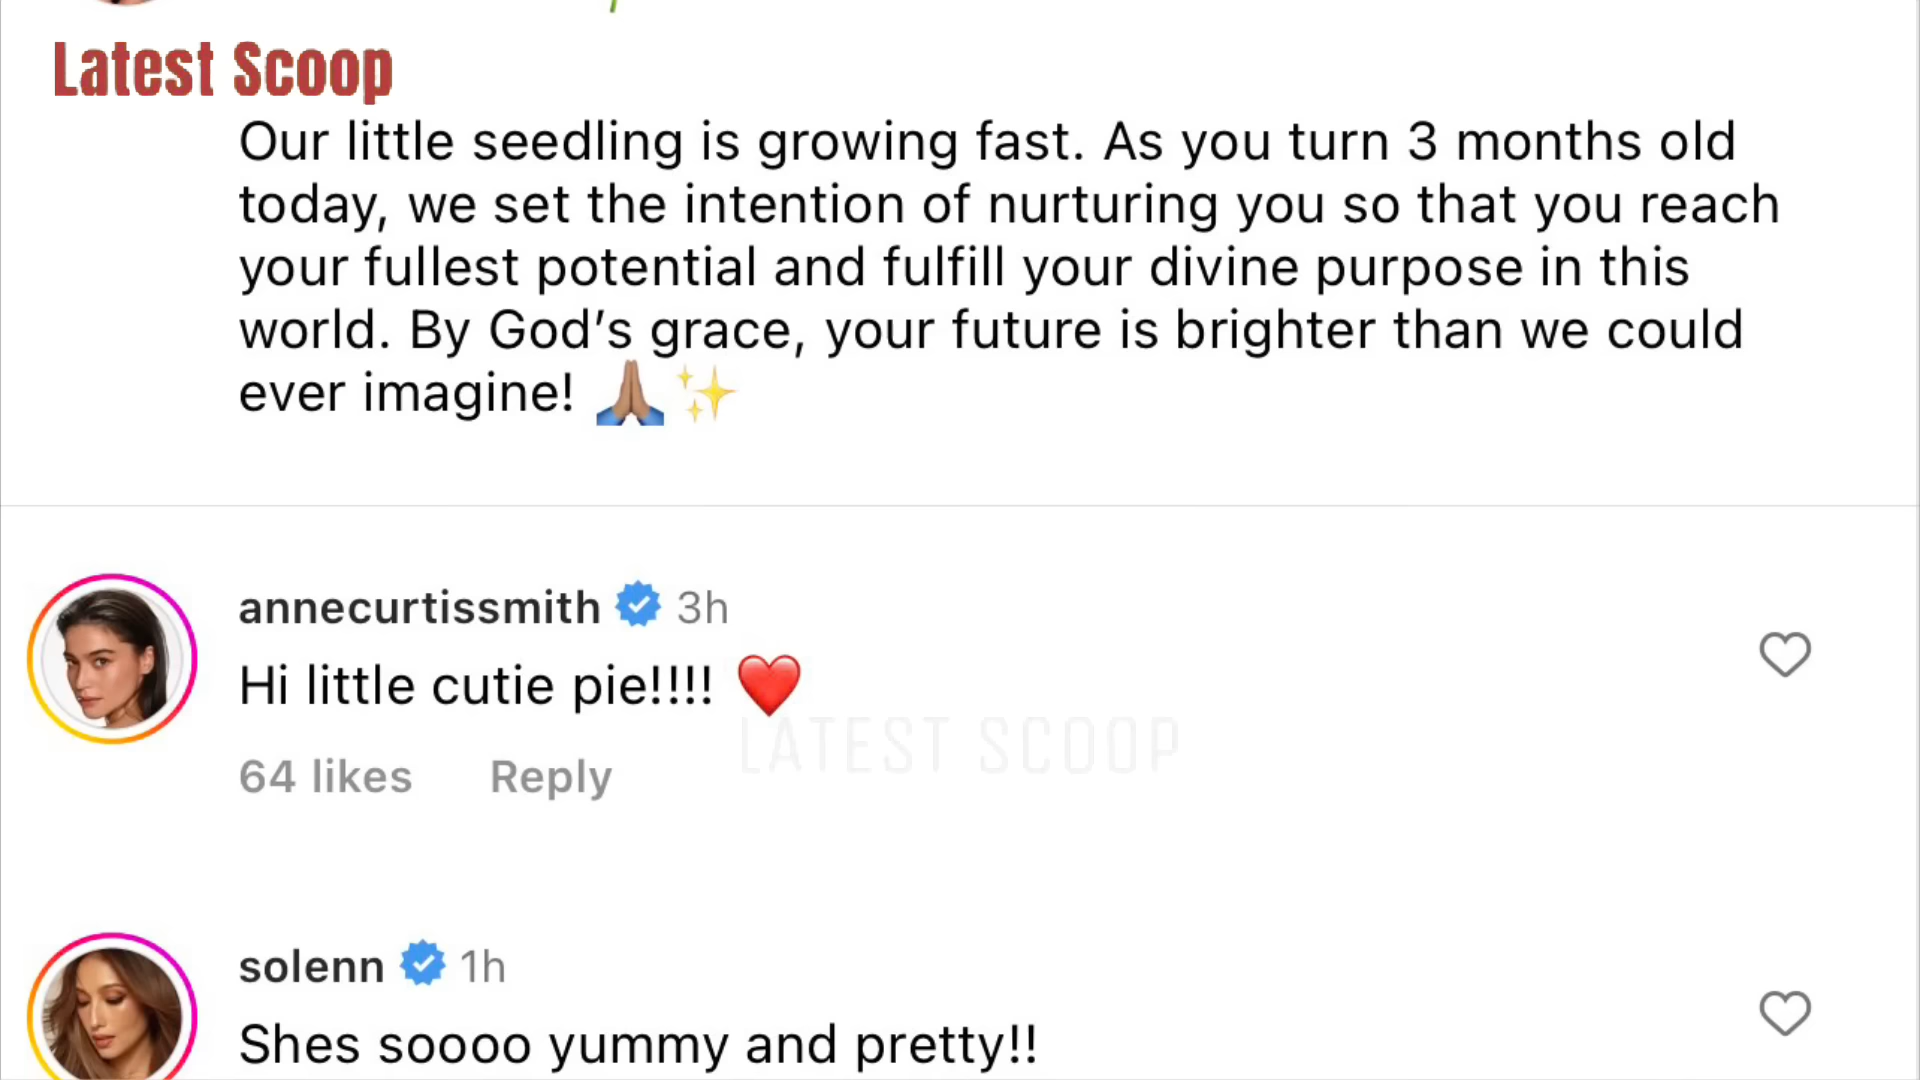 Latest Scoop
Our little seedling is growing fast. As you turn 3 months old
today, we set the intention of nurturing you so that you reach
your fullest potential and fulfill your divine purpose in this
world. By God’s grace, your future is brighter than we could
ever imagine! 🙏🏽✨
annecurtissmith 3h
Hi little cutie pie!!!! ❤️
LATEST SCOOP
64 likes Reply
solenn 1h
Shes soooo yummy and pretty!!